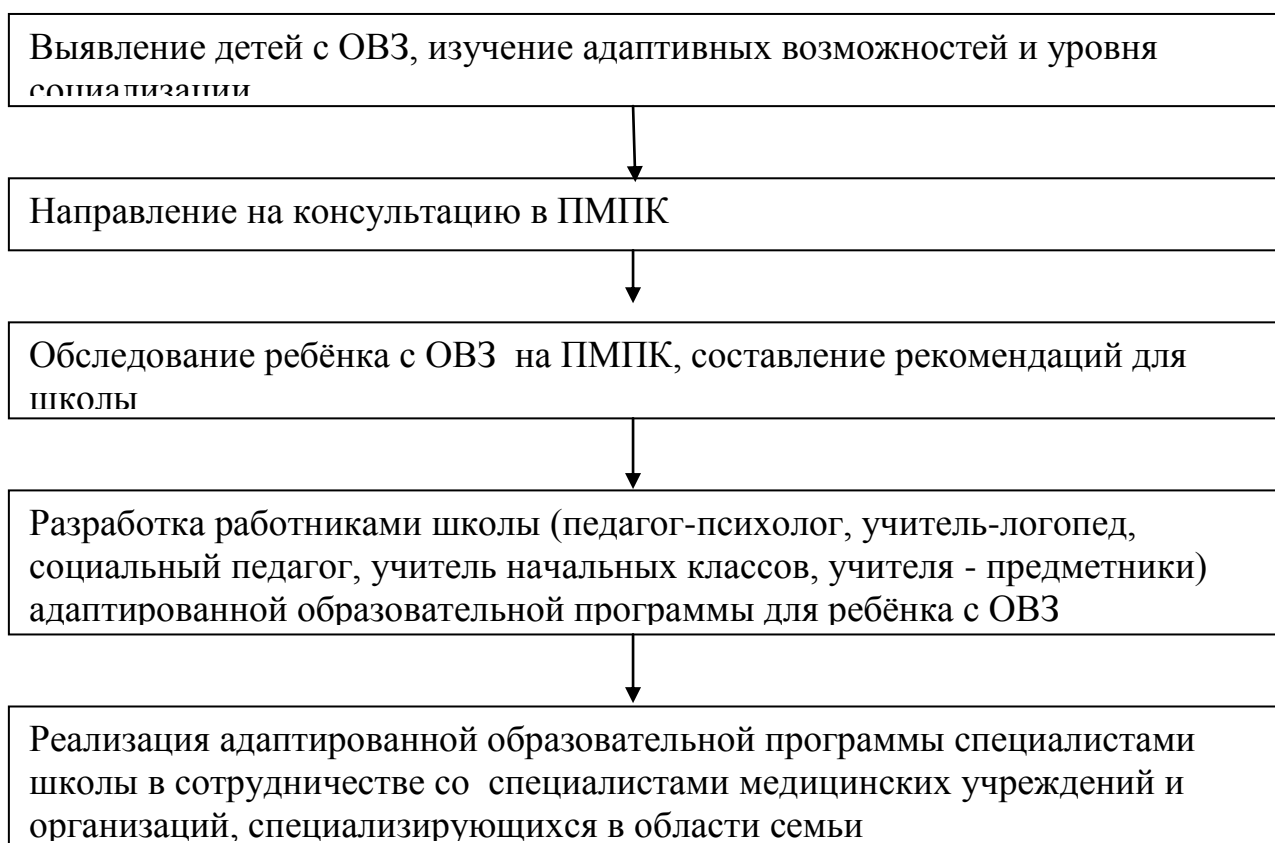 Выявление детей с ОВЗ, изучение адаптивных возможностей и уровня
социализации
Направление на консультацию в ПМПК
Обследование ребёнка с ОВЗ на ПМПК, составление рекомендаций для
школы
Разработка работниками школы (педагог-психолог, учитель-логопед,
социальный педагог, учитель начальных классов, учителя - предметники)
адаптированной образовательной программы для ребёнка с ОВЗ
Реализация адаптированной образовательной программы специалистами
школы в сотрудничестве со специалистами медицинских учреждений и
организаций, специализирующихся в области семьи